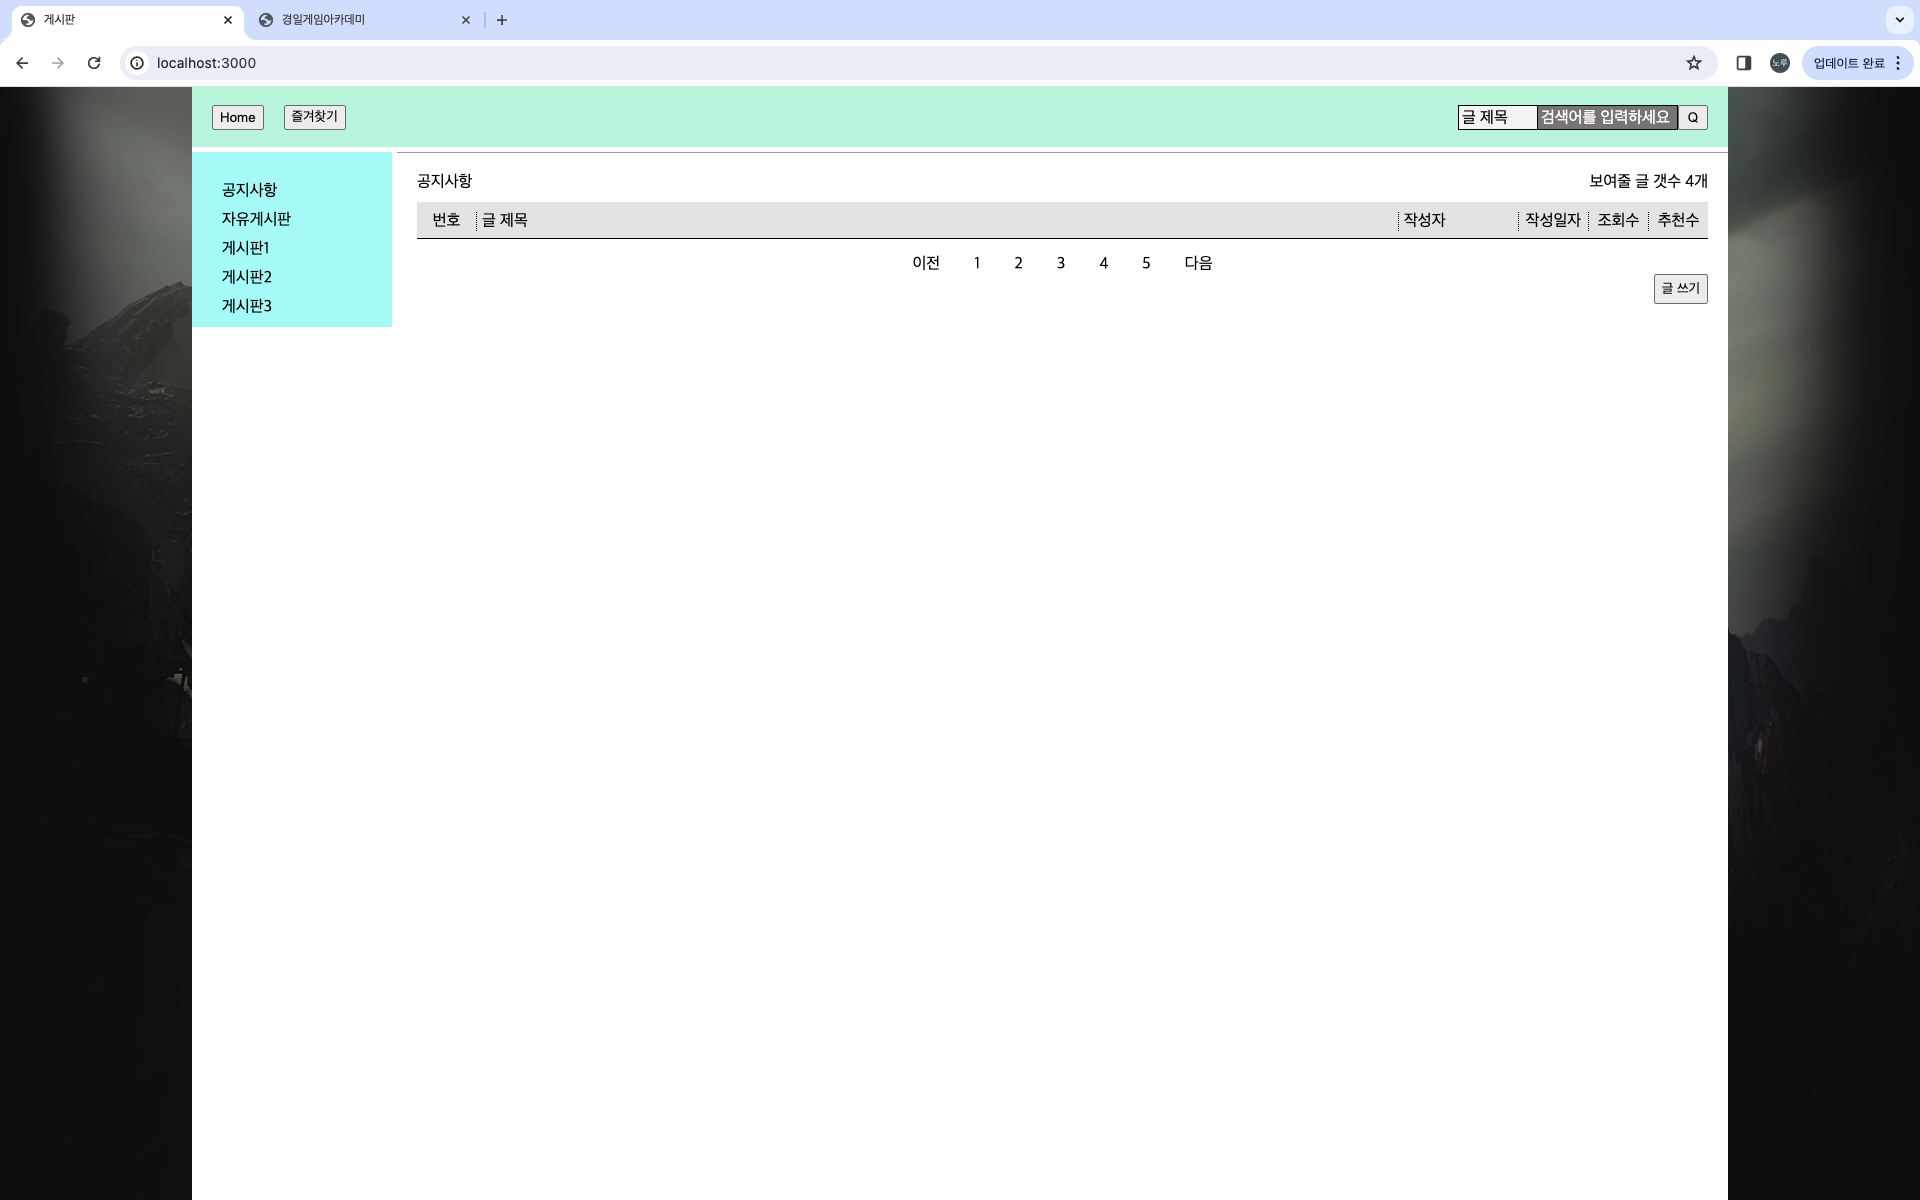 게시판
경일게임아카데미
localhost:3000
노루
업데이트 완료
Home 즐겨찾기
글 제목 검색어를 입력하세요 Q
공지사항
자유게시판
게시판1
게시판2
게시판3
공지사항 보여줄 글 갯수 4개
번호 글 제목 작성자 작성일자 조회수 추천수
이전 1 2 3 4 5 다음
글 쓰기